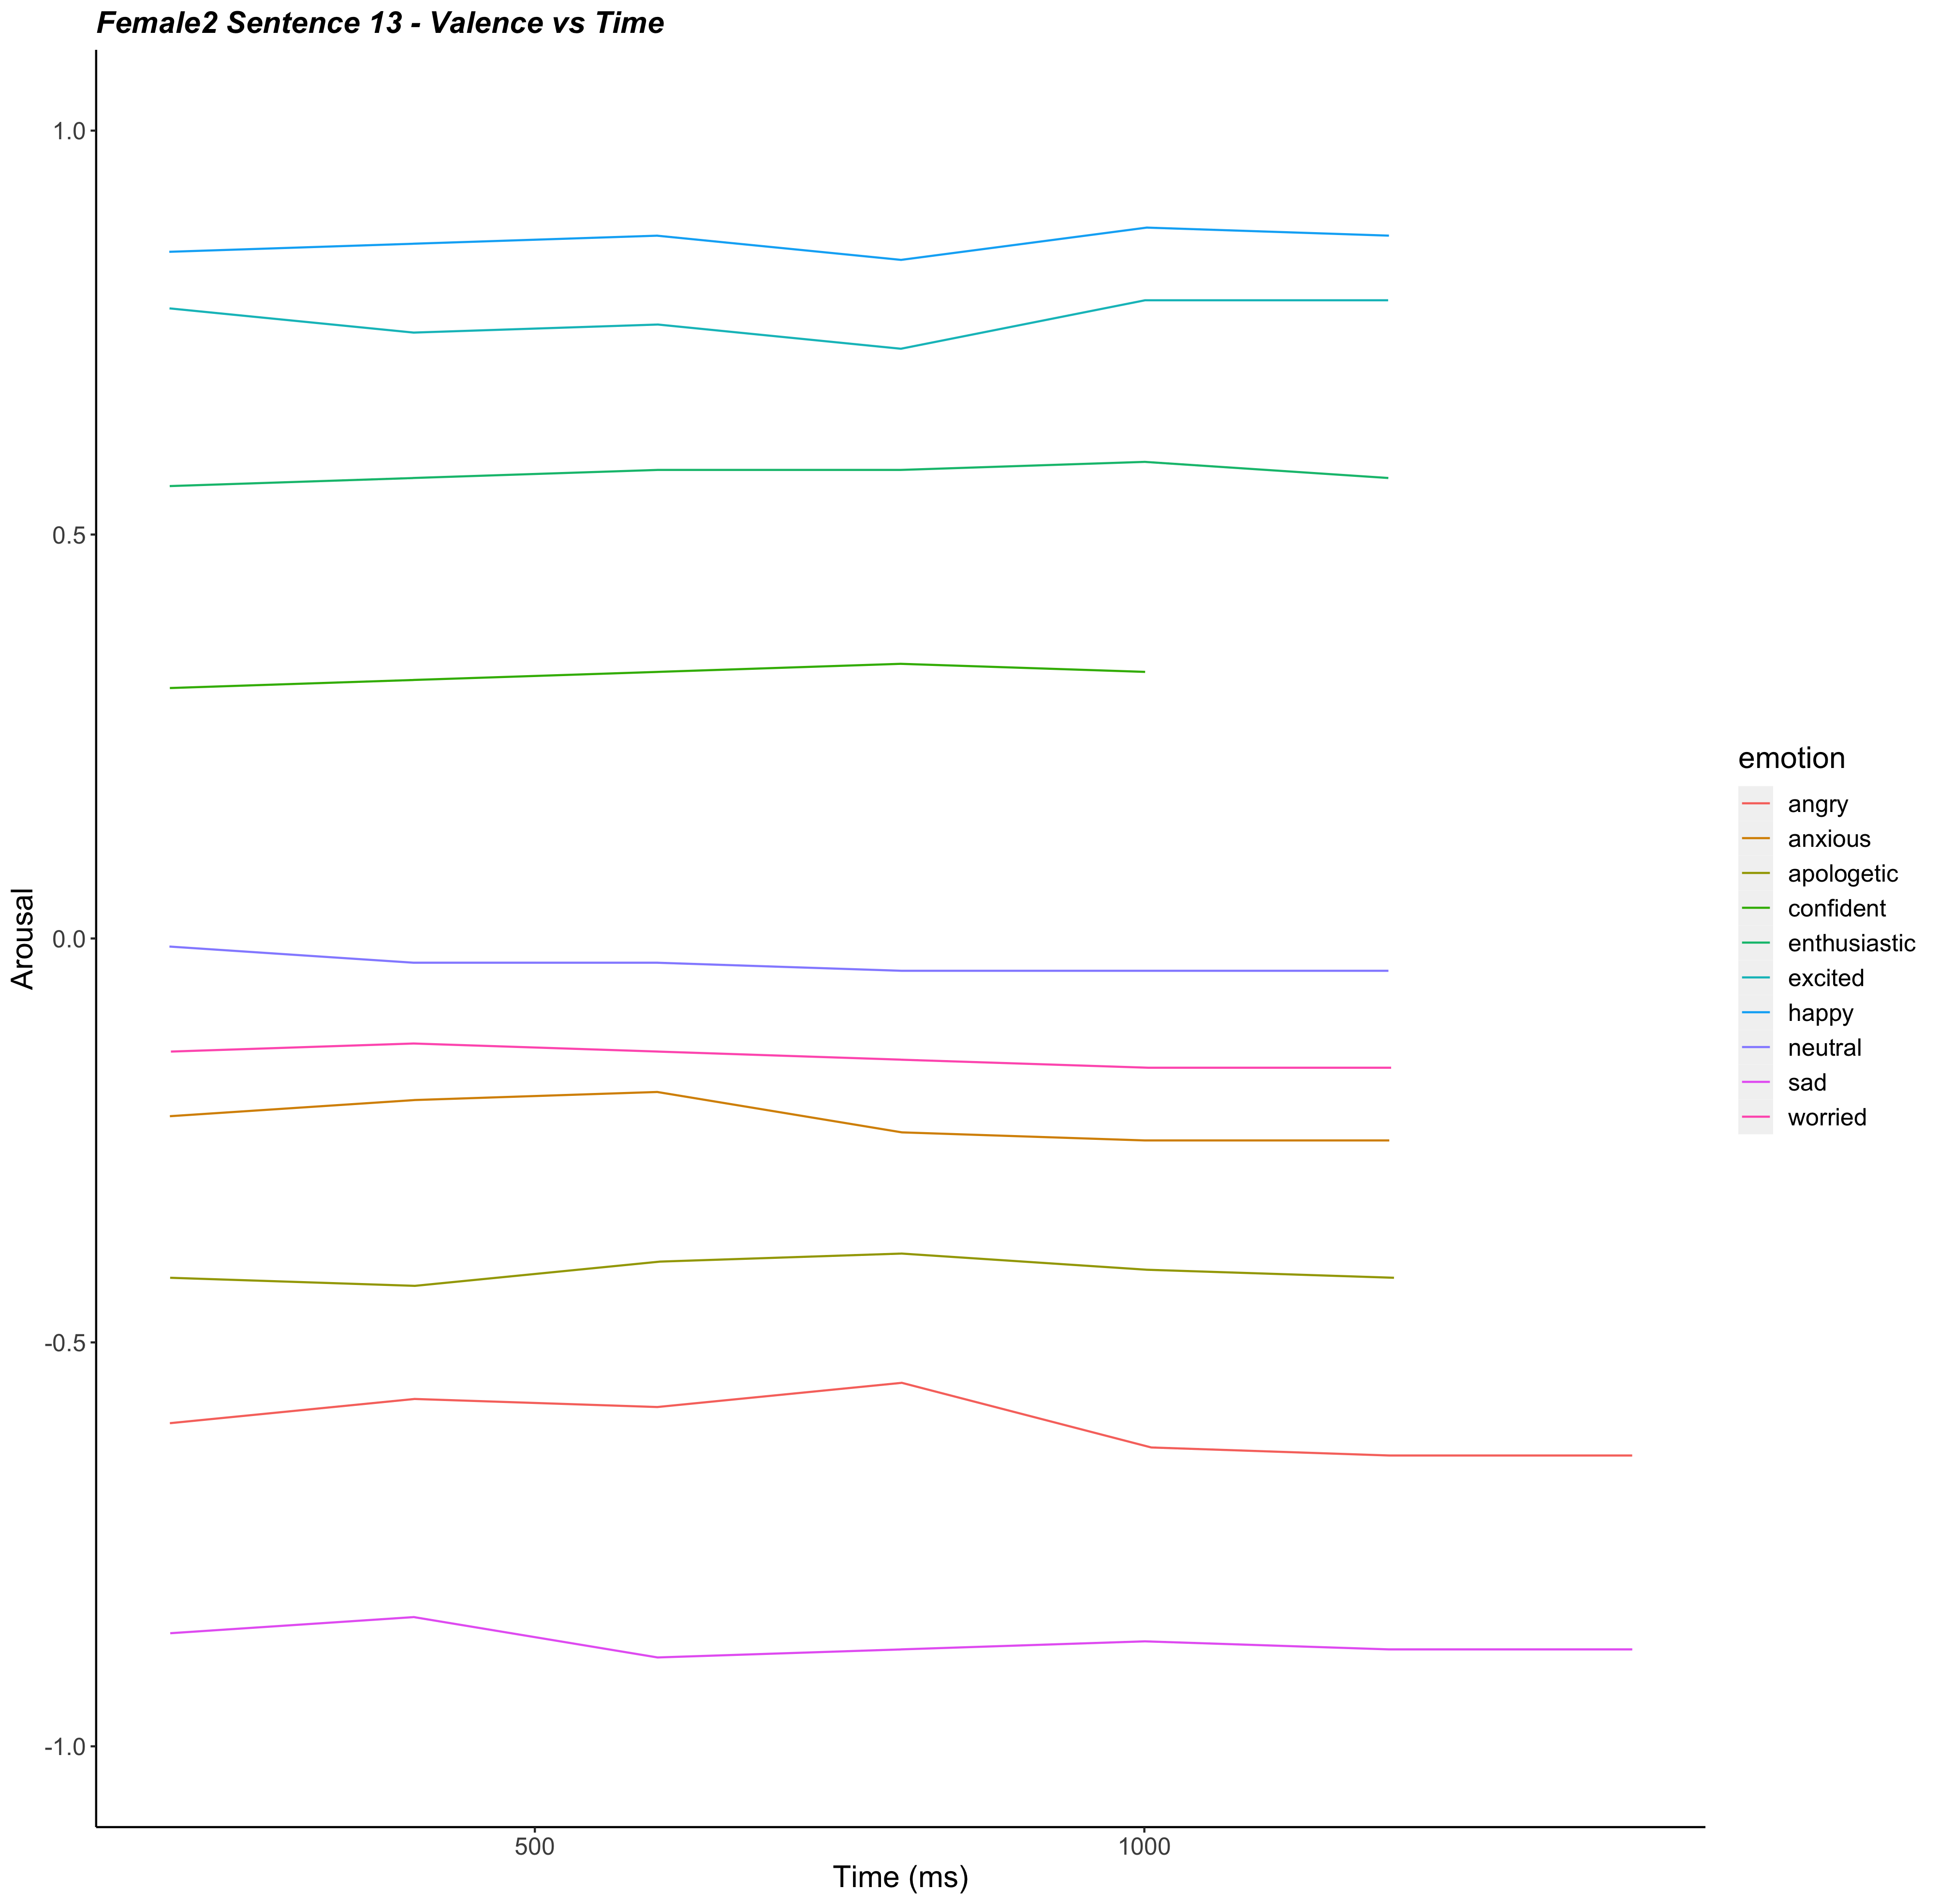 Female2 Sentence 13 - Valence vs Time
1.0
0.5
0.0
-0.5
-1.0
Arousal
500
1000
Time (ms)
emotion
angry
anxious
apologetic
confident
enthusiastic
excited
happy
neutral
sad
worried